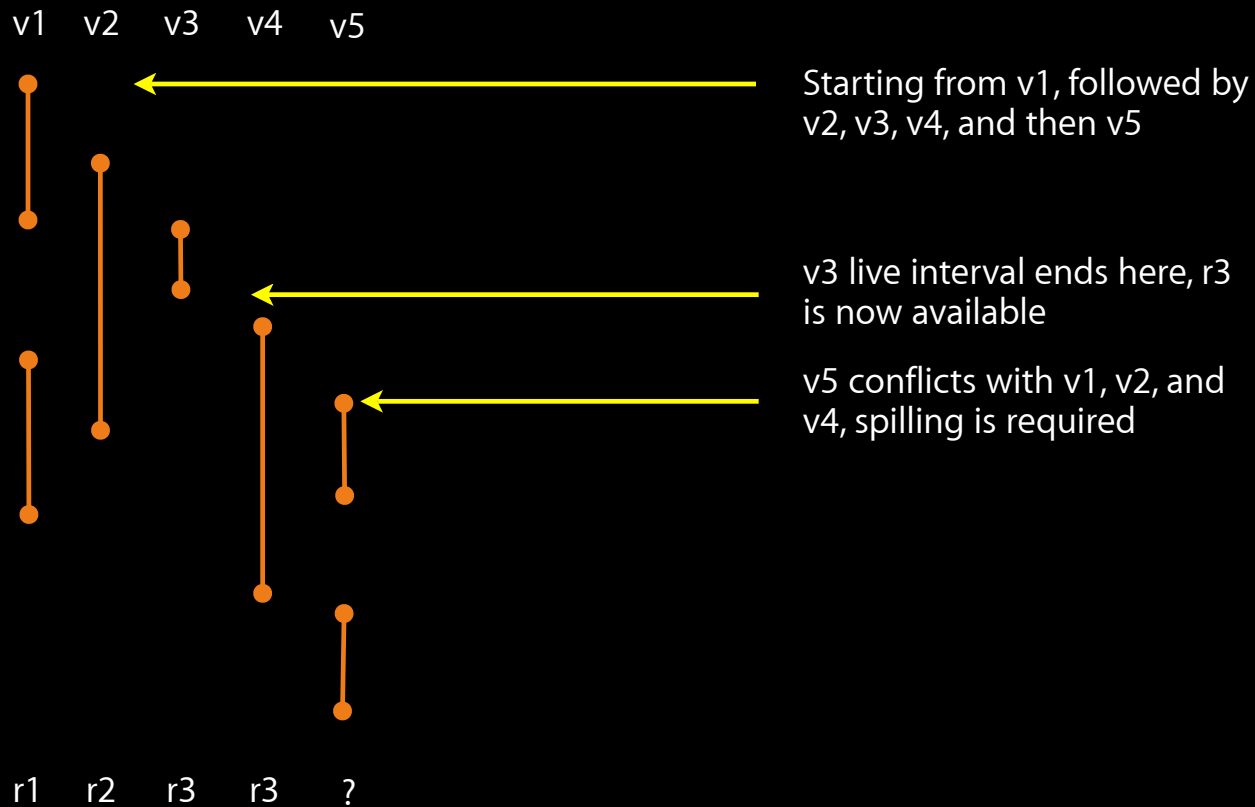 v1 v2 v3 v4 v5
Starting from v1, followed by
v2, v3, v4, and then v5
v3 live interval ends here, r3
is now available
v5 conflicts with v1, v2, and
v4, spilling is required
r1 r2 r3 r3 ?